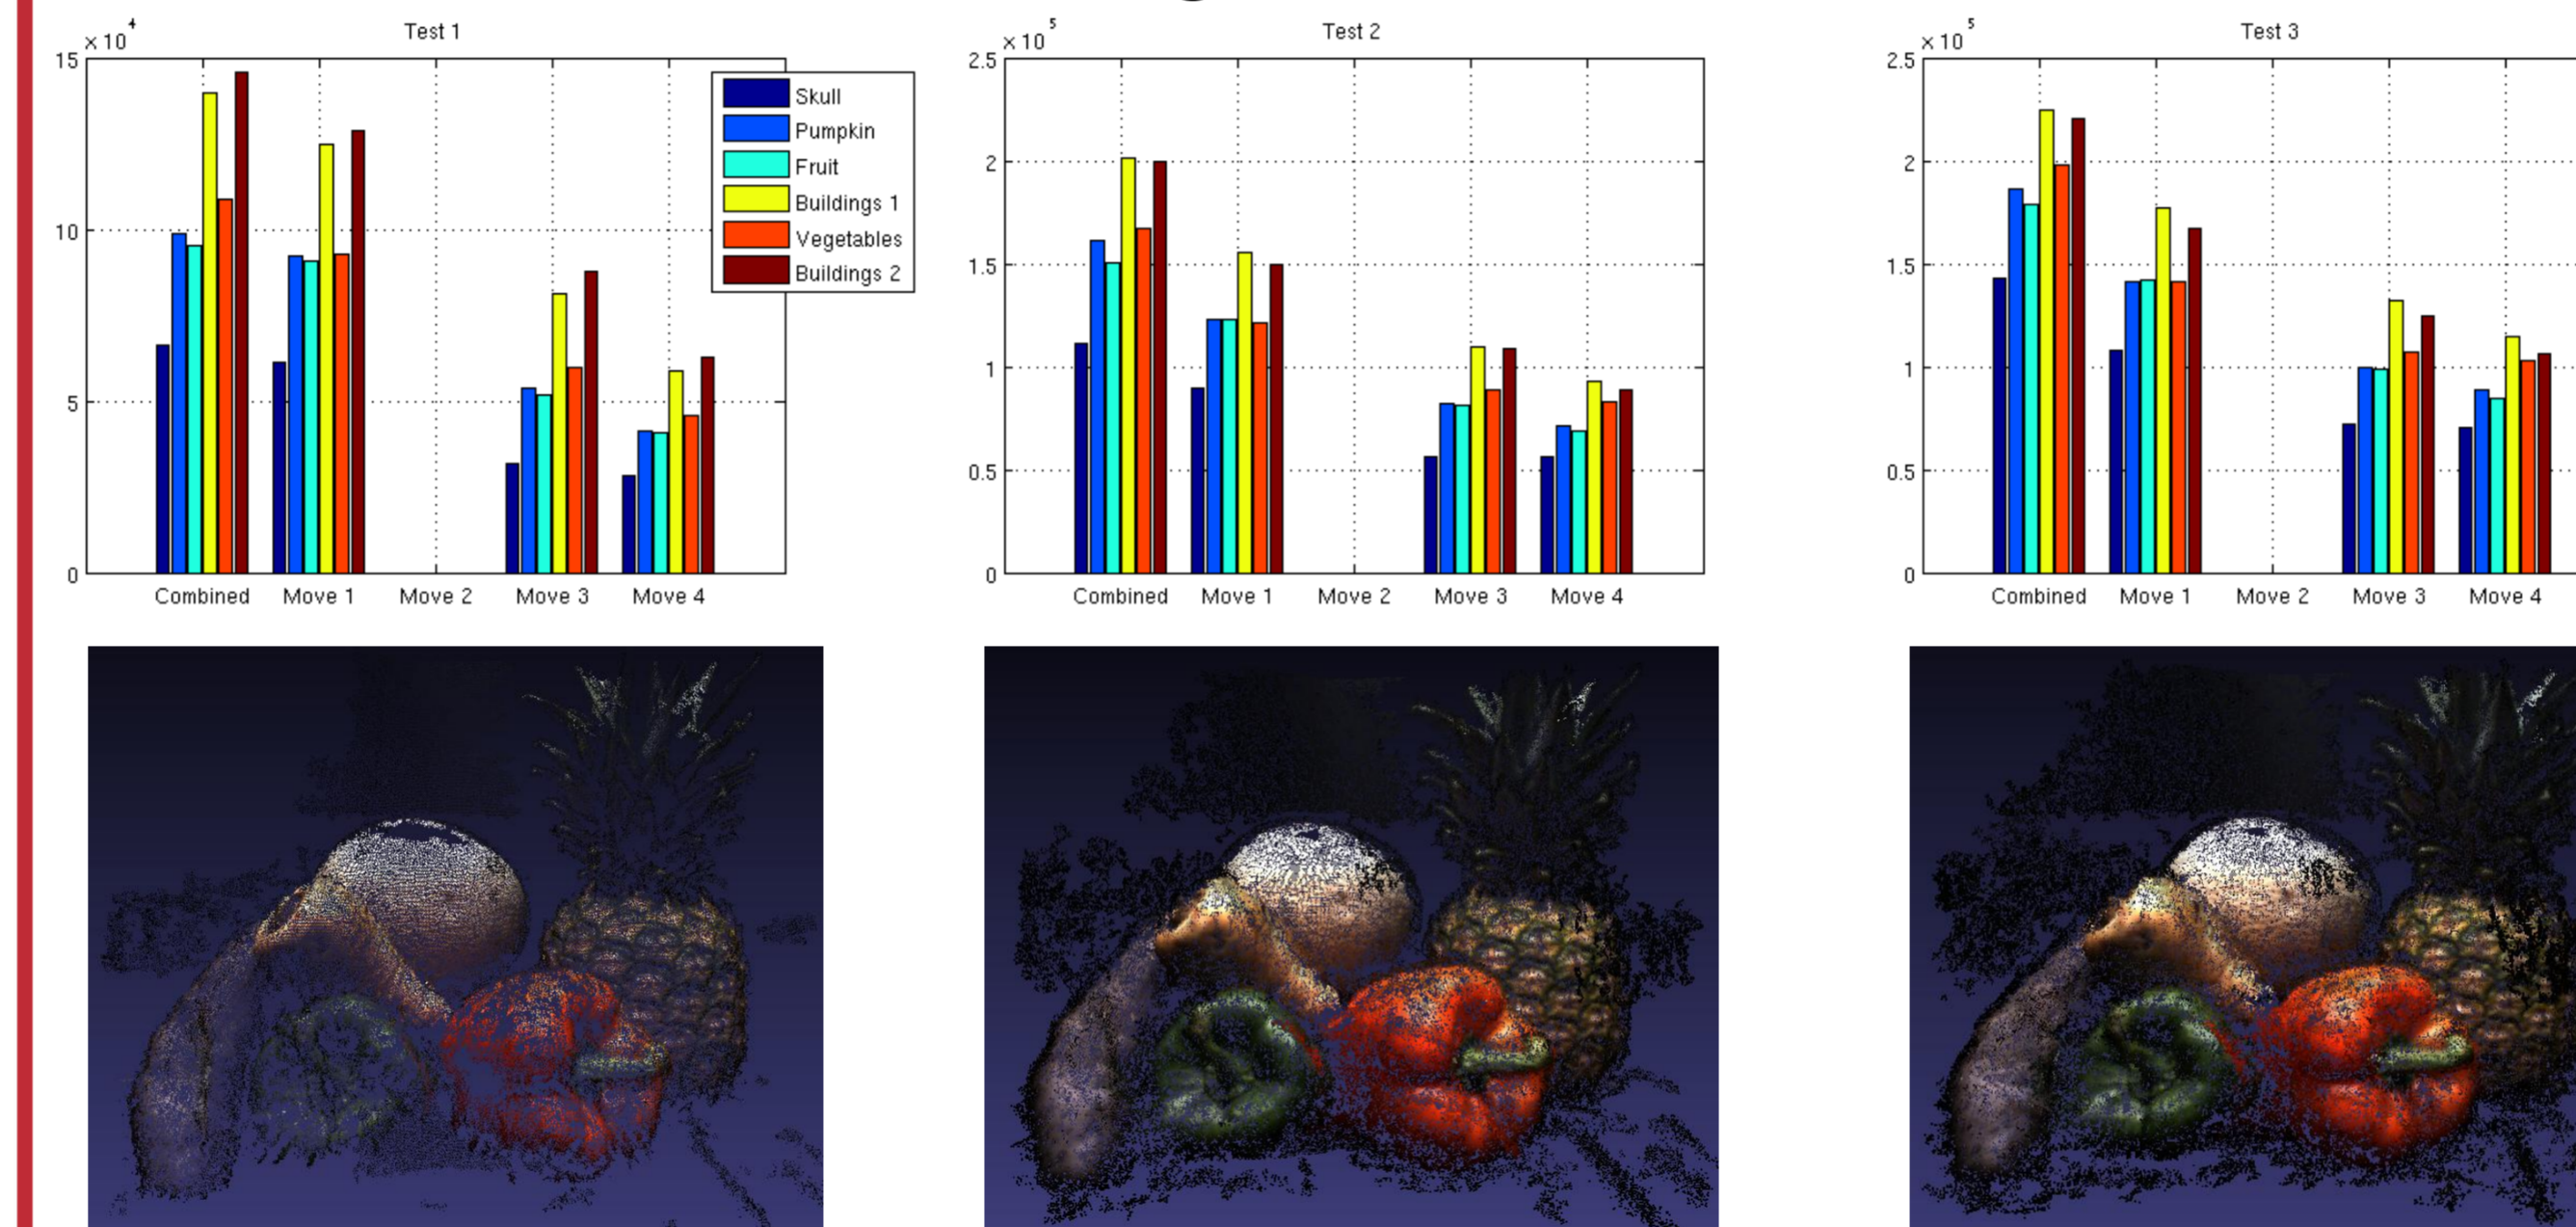 Test 1
×10⁴
15
10
5
0
Combined Move 1 Move 2 Move 3 Move 4
Skull
Pumpkin
Fruit
Buildings 1
Vegetables
Buildings 2
Test 2
×10⁵
2.5
2
1.5
1
0.5
0
Combined Move 1 Move 2 Move 3 Move 4
Test 3
×10⁵
2.5
2
1.5
1
0.5
0
Combined Move 1 Move 2 Move 3 Move 4